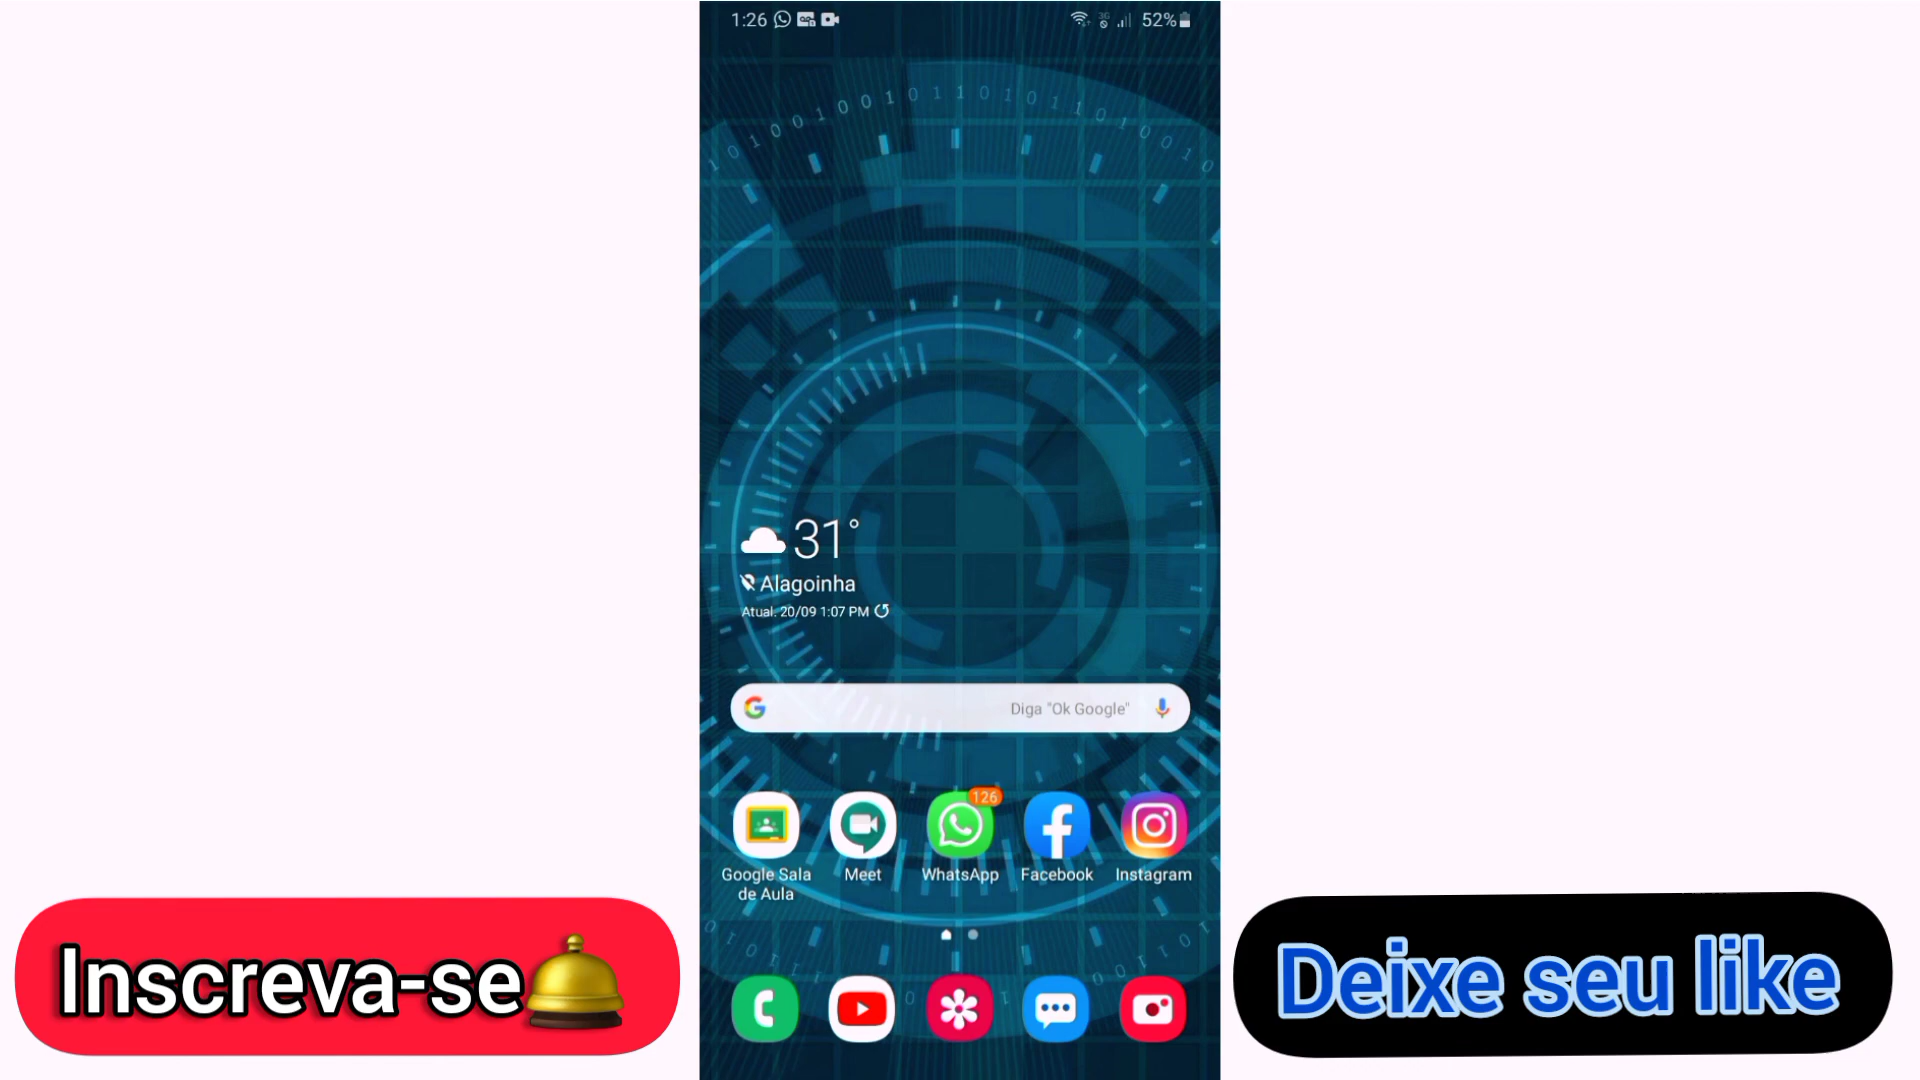 1:26
3G
52%
31°
Alagoinha
Atual. 20/09 1:07 PM
Diga "Ok Google"
126
Google Sala
de Aula
Meet
WhatsApp
Facebook
Instagram
Inscreva-se
Deixe seu like